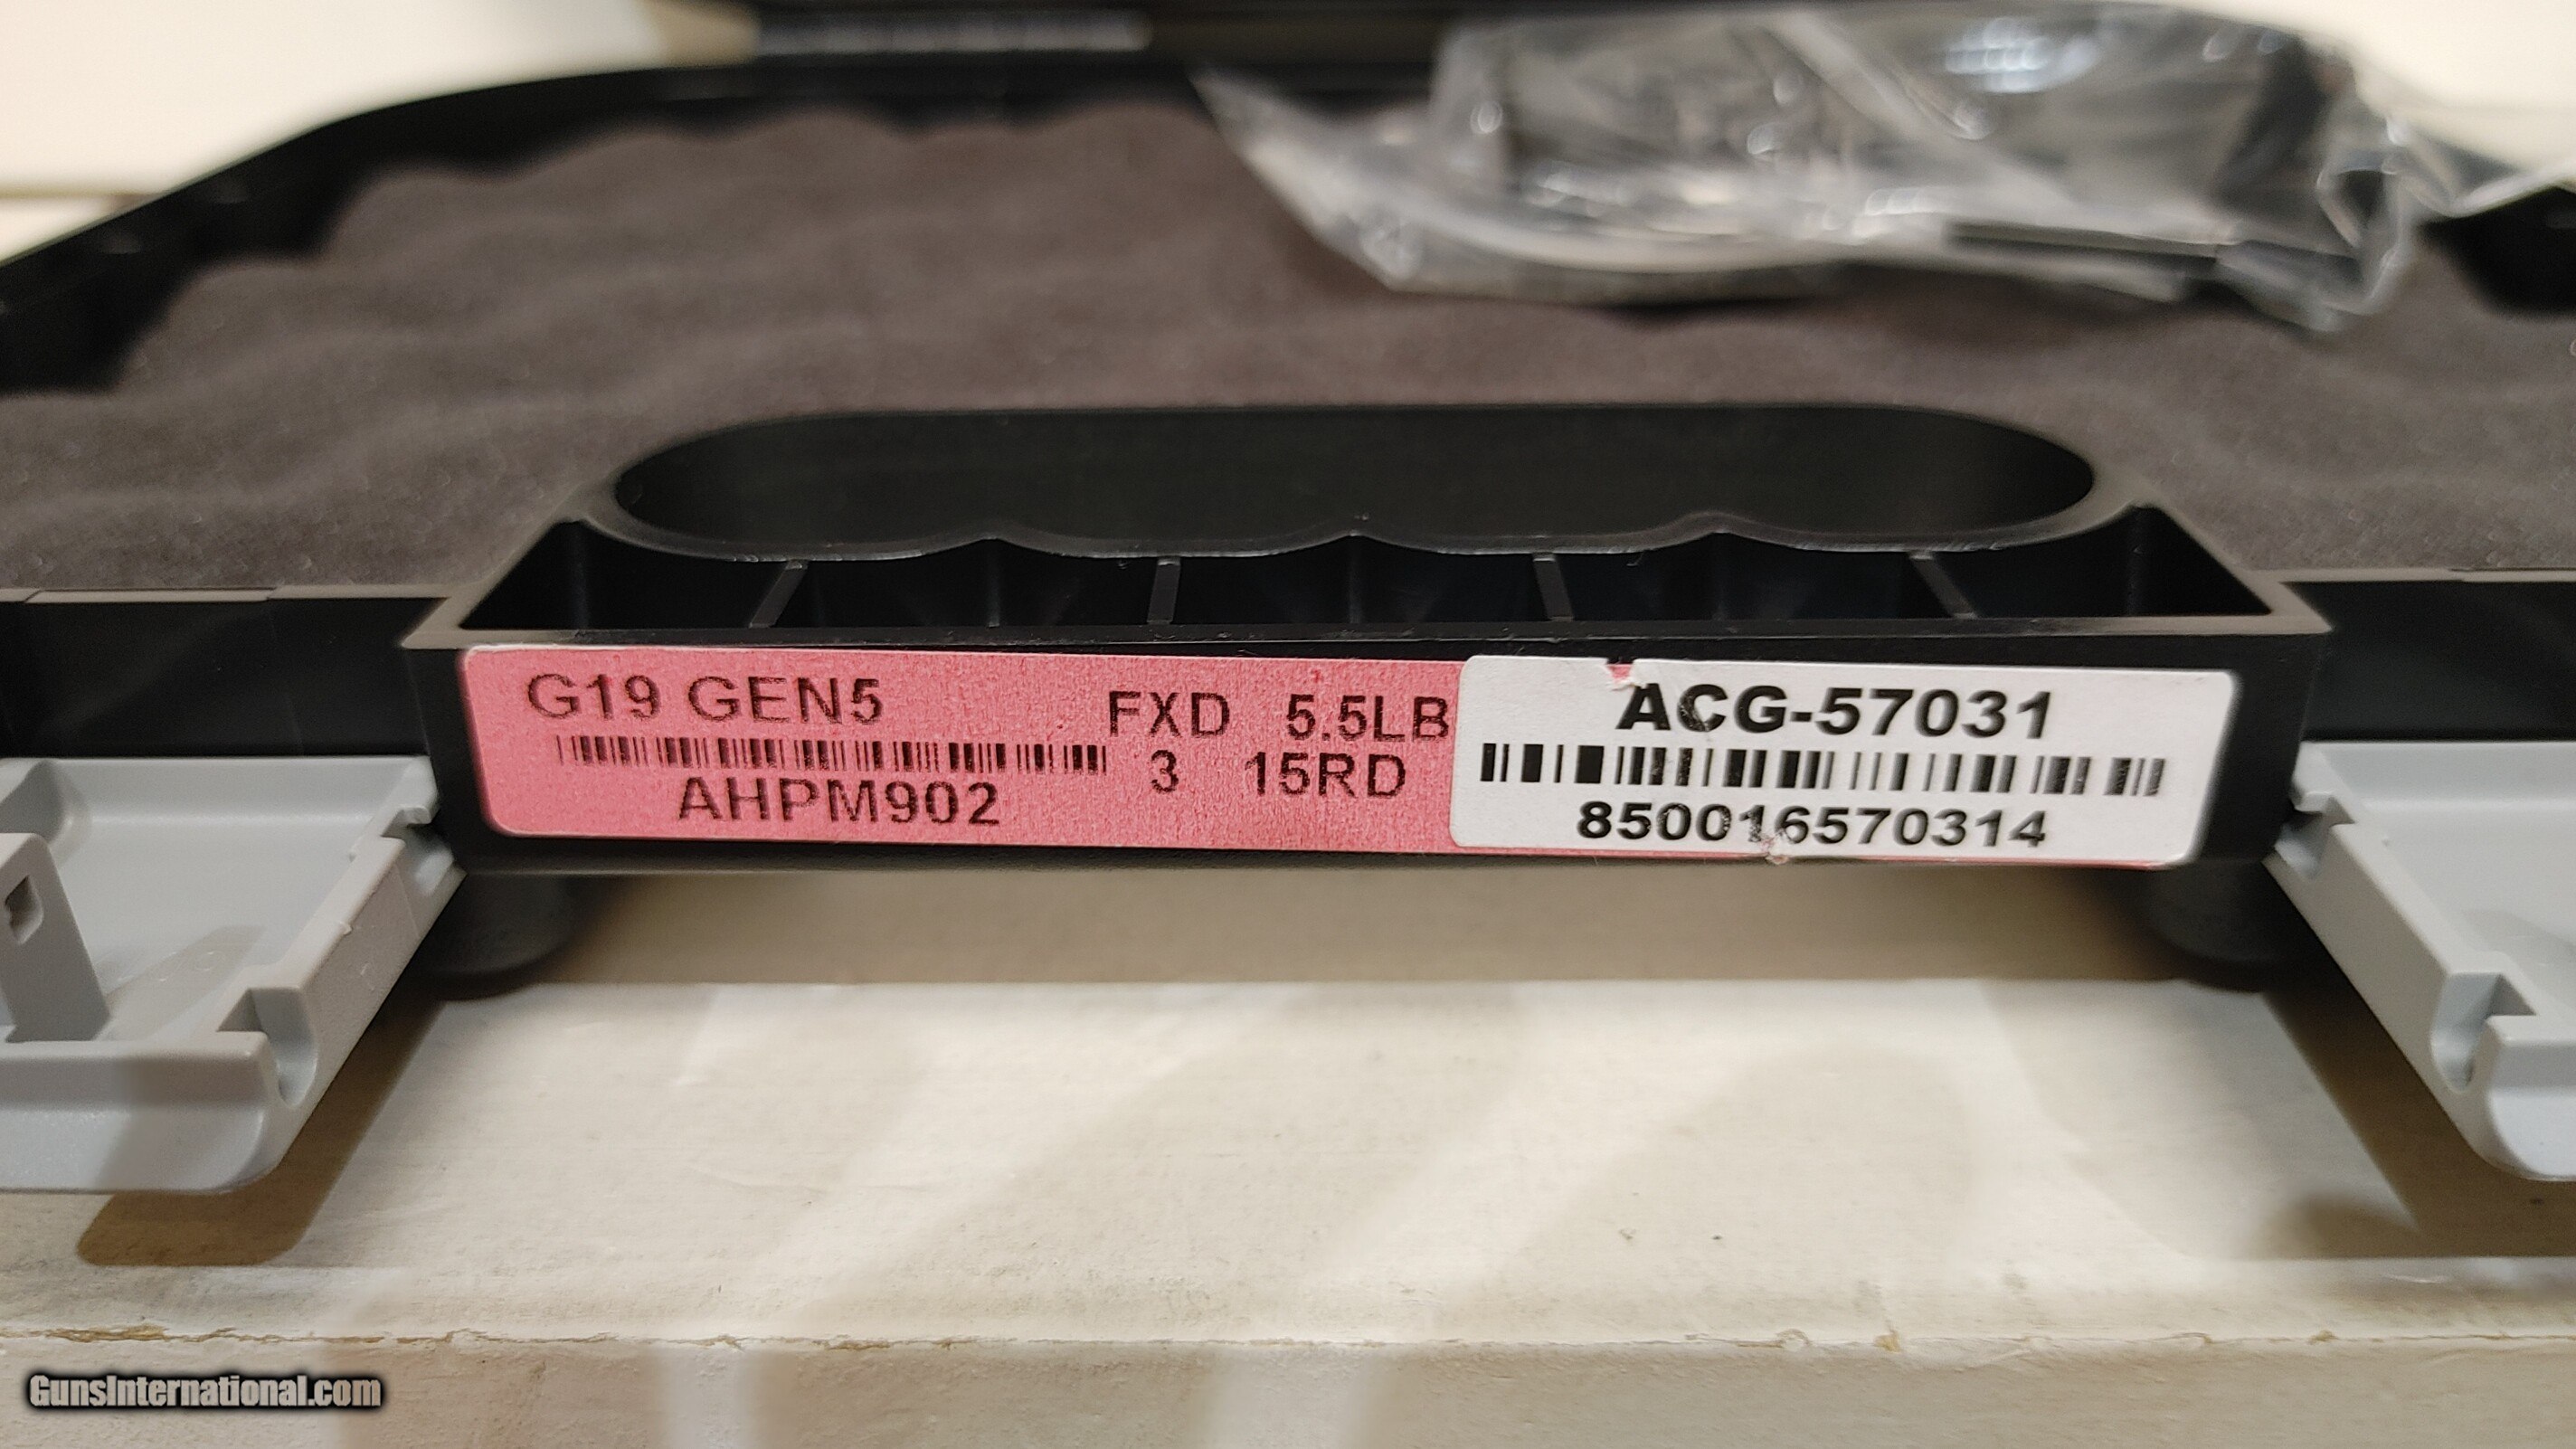 G19 GEN5
FXD 5.5LB
AHPM902
3 15RD
ACG-57031
850016570314
GunsInternational.com